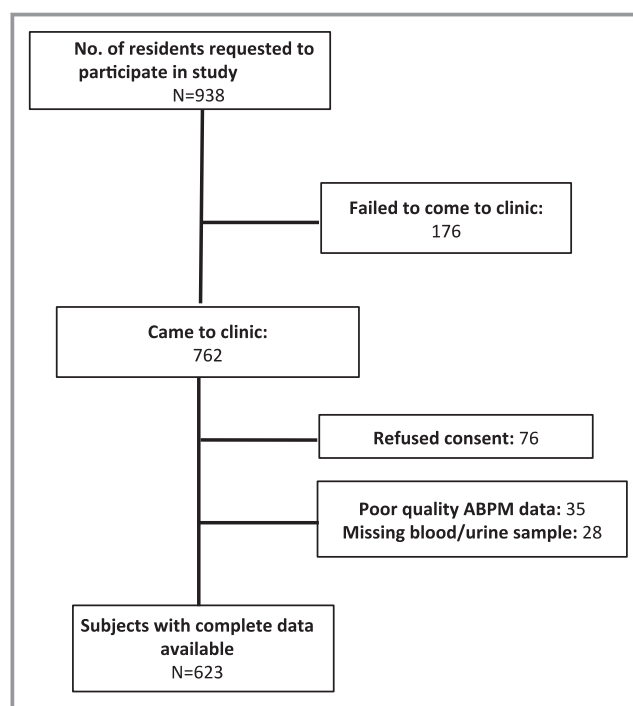 No. of residents requested to
participate in study
N=938
Failed to come to clinic:
176
Came to clinic:
762
Refused consent: 76
Poor quality ABPM data: 35
Missing blood/urine sample: 28
Subjects with complete data
available
N=623